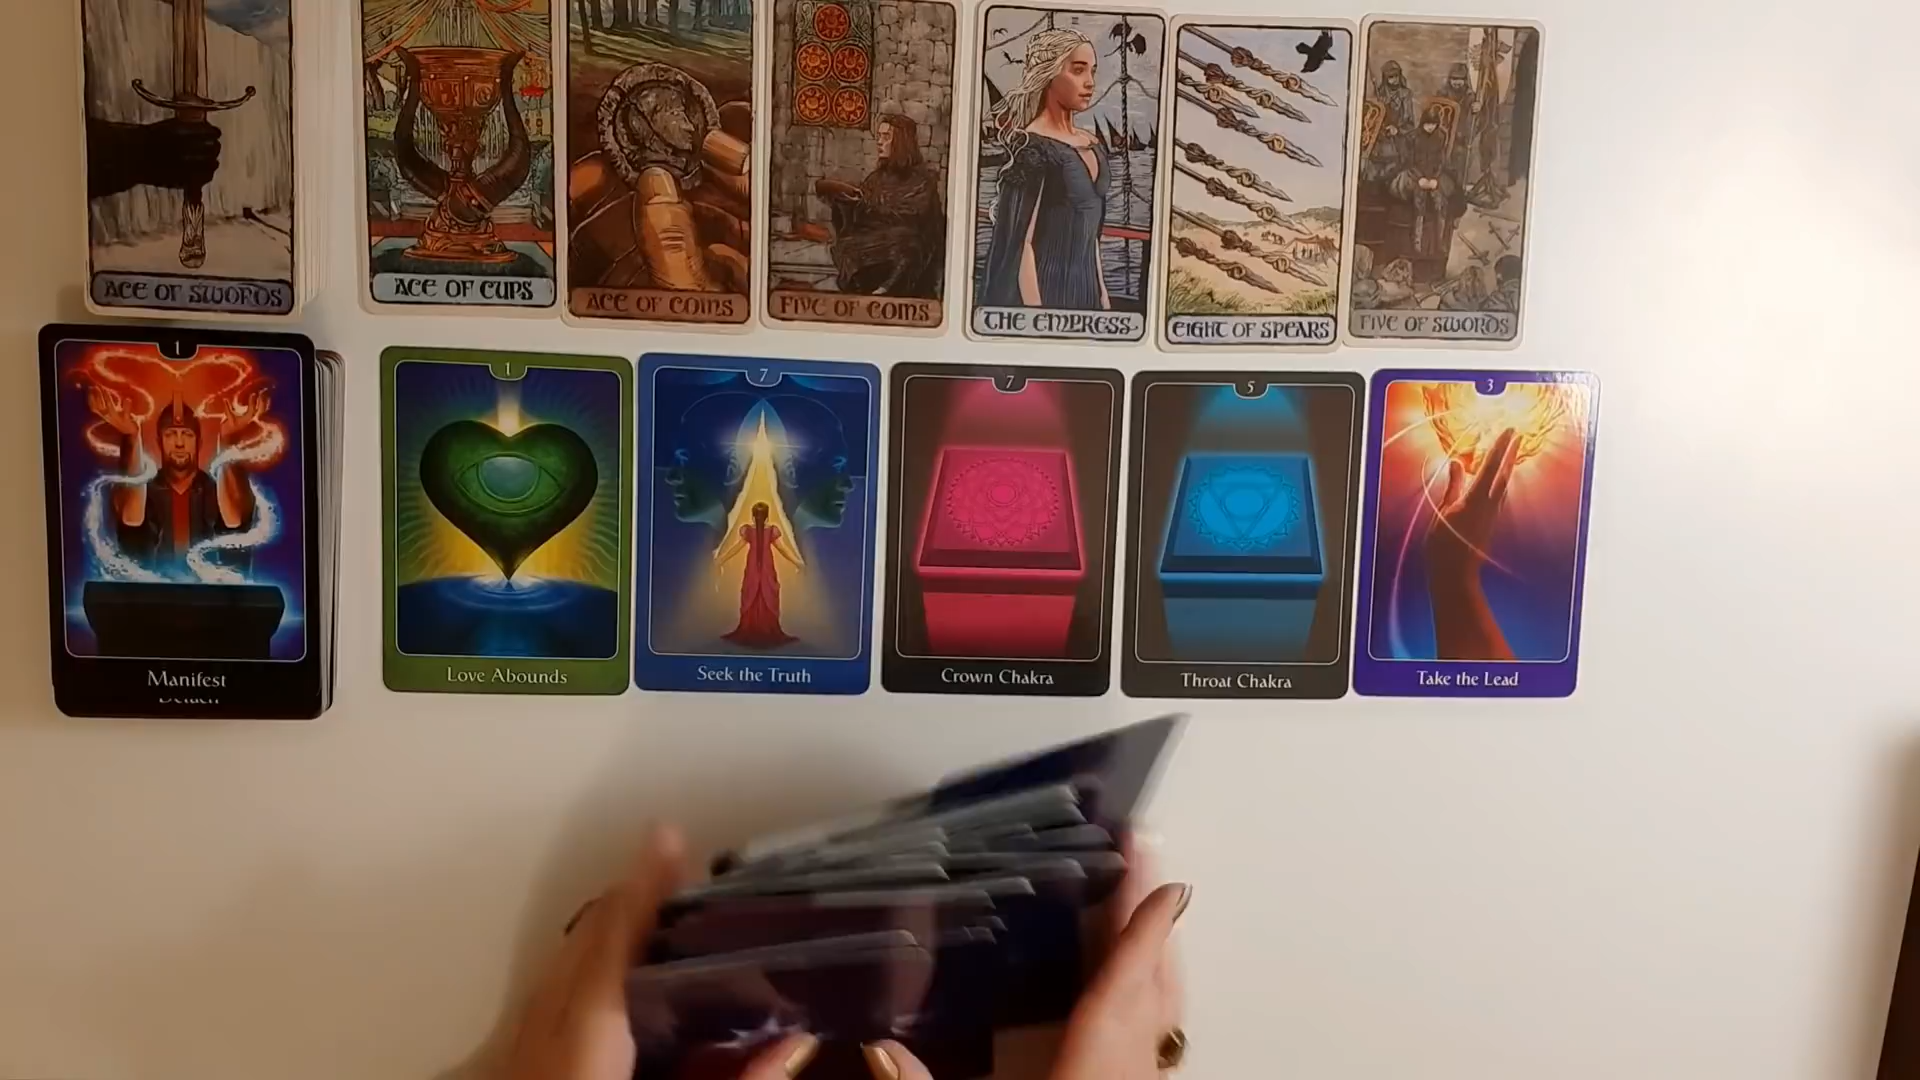 ACE OF SWORDS
ACE OF CUPS
ACE OF COINS
FIVE OF COINS
II
THE EMPRESS
EIGHT OF SPEARS
FIVE OF SWORDS
1
Manifest
Detach
1
Love Abounds
7
Seek the Truth
7
Crown Chakra
5
Throat Chakra
3
Take the Lead